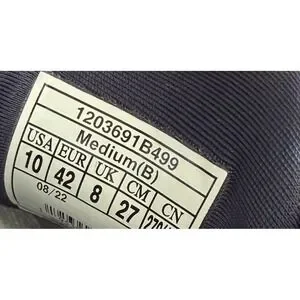 1203691B499
Medium(B)
USA EUR UK CM CN
10 42 8 27
08/22